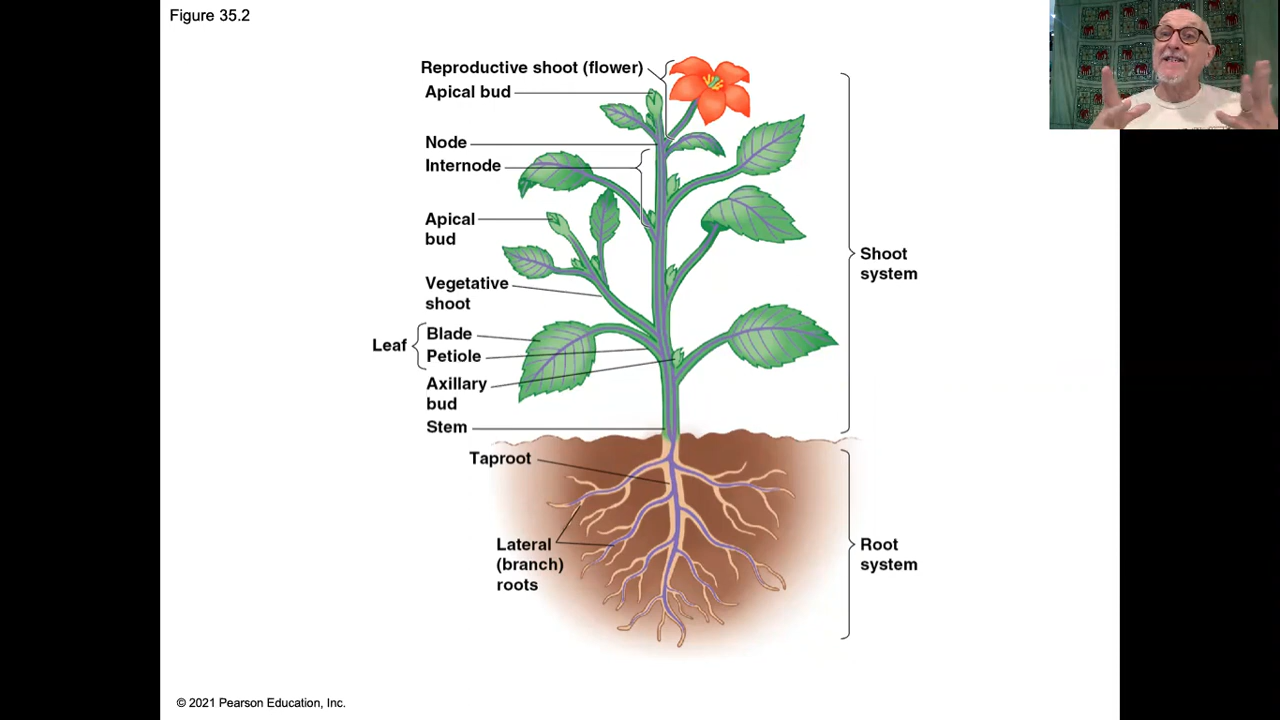 Figure 35.2
Reproductive shoot (flower)
Apical bud
Node
Internode
Apical
bud
Vegetative
shoot
Leaf
Blade
Petiole
Axillary
bud
Stem
Shoot
system
Taproot
Lateral
(branch)
roots
Root
system
© 2021 Pearson Education, Inc.